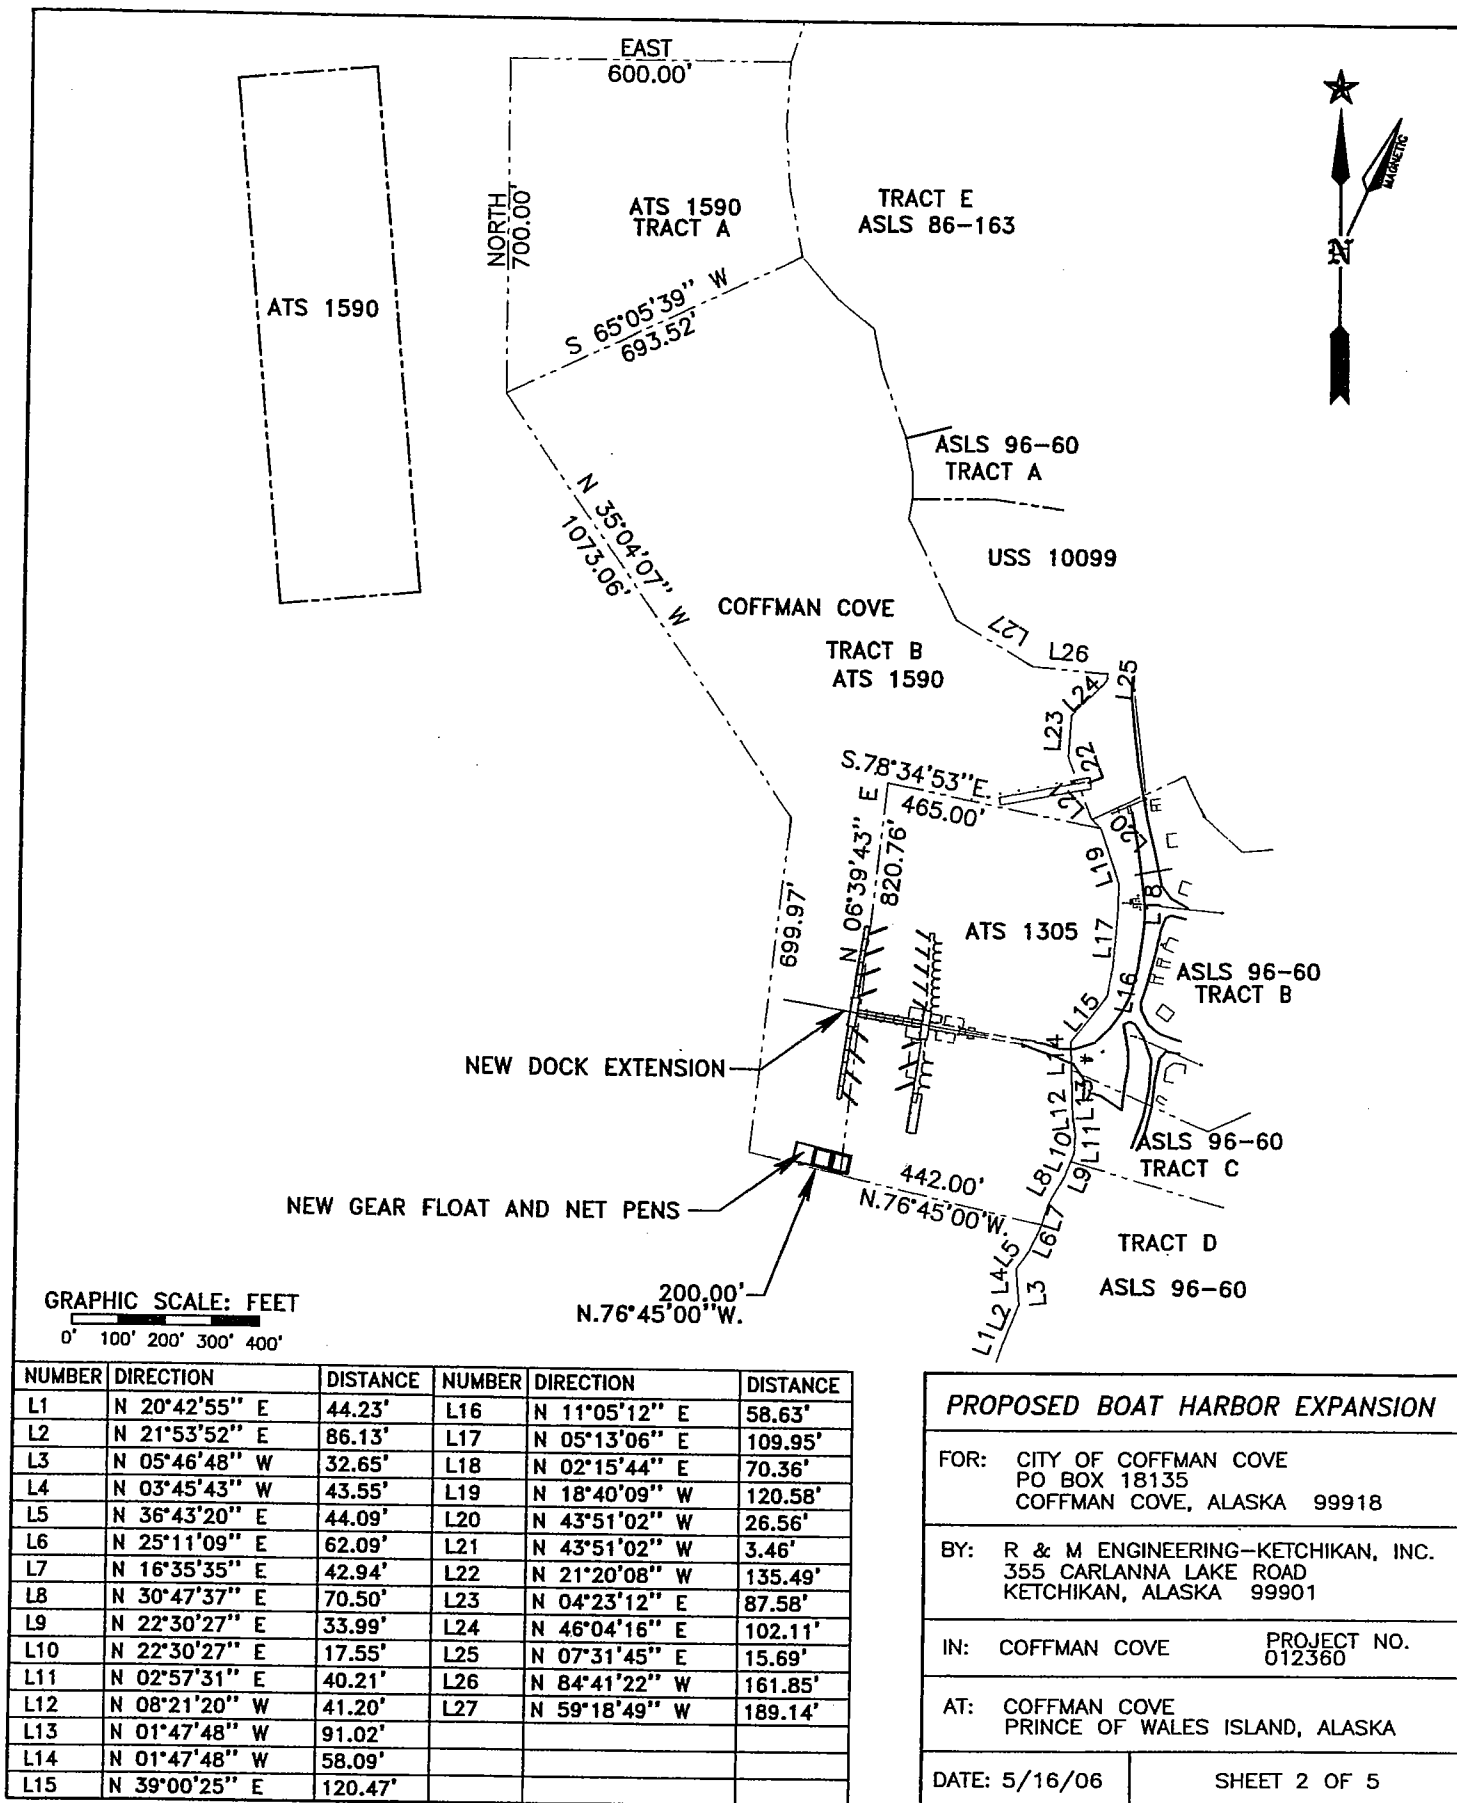 EAST
600.00'
NORTH
700.00'
ATS 1590
TRACT A
TRACT E
ASLS 86-163
MAGNETIC
N
ATS 1590
S 65°05'39" W
693.52'
ASLS 96-60
TRACT A
N 35°04'07" W
1073.06'
USS 10099
COFFMAN COVE
TRACT B
ATS 1590
L27
L26
L25
L24
L23
L22
L21
L20
S.78°34'53"E.
465.00'
N 06°39'43" E
820.76'
699.97'
L19
L18
L17
ATS 1305
ASLS 96-60
TRACT B
L16
L15
L14
L13
L12
L11
L10
L9
L8
L7
L6
L5
L4
L3
L2
L1
NEW DOCK EXTENSION
ASLS 96-60
TRACT C
NEW GEAR FLOAT AND NET PENS
442.00'
N.76°45'00"W.
TRACT D
ASLS 96-60
200.00'
N.76°45'00"W.
GRAPHIC SCALE: FEET
0' 100' 200' 300' 400'
NUMBER DIRECTION DISTANCE NUMBER DIRECTION DISTANCE
L1 N 20°42'55" E 44.23' L16 N 11°05'12" E 58.63'
L2 N 21°53'52" E 86.13' L17 N 05°13'06" E 109.95'
L3 N 05°46'48" W 32.65' L18 N 02°15'44" E 70.36'
L4 N 03°45'43" W 43.55' L19 N 18°40'09" W 120.58'
L5 N 36°43'20" E 44.09' L20 N 43°51'02" W 26.56'
L6 N 25°11'09" E 62.09' L21 N 43°51'02" W 3.46'
L7 N 16°35'35" E 42.94' L22 N 21°20'08" W 135.49'
L8 N 30°47'37" E 70.50' L23 N 04°23'12" E 87.58'
L9 N 22°30'27" E 33.99' L24 N 46°04'16" E 102.11'
L10 N 22°30'27" E 17.55' L25 N 07°31'45" E 15.69'
L11 N 02°57'31" E 40.21' L26 N 84°41'22" W 161.85'
L12 N 08°21'20" W 41.20' L27 N 59°18'49" W 189.14'
L13 N 01°47'48" W 91.02'
L14 N 01°47'48" W 58.09'
L15 N 39°00'25" E 120.47'
PROPOSED BOAT HARBOR EXPANSION
FOR: CITY OF COFFMAN COVE
PO BOX 18135
COFFMAN COVE, ALASKA 99918
BY: R & M ENGINEERING-KETCHIKAN, INC.
355 CARLANNA LAKE ROAD
KETCHIKAN, ALASKA 99901
IN: COFFMAN COVE PROJECT NO.
012360
AT: COFFMAN COVE
PRINCE OF WALES ISLAND, ALASKA
DATE: 5/16/06 SHEET 2 OF 5